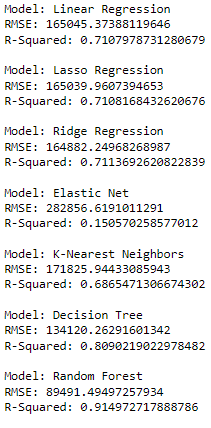 Model: Linear Regression
RMSE: 165045.37388119646
R-Squared: 0.7107978731280679
Model: Lasso Regression
RMSE: 165039.9607394653
R-Squared: 0.7108168432620676
Model: Ridge Regression
RMSE: 164882.24968268987
R-Squared: 0.7113692620822839
Model: Elastic Net
RMSE: 282856.6191011291
R-Squared: 0.150570258577012
Model: K-Nearest Neighbors
RMSE: 171825.94433085943
R-Squared: 0.6865471306674302
Model: Decision Tree
RMSE: 134120.26291601342
R-Squared: 0.8090219022978482
Model: Random Forest
RMSE: 89491.49497257934
R-Squared: 0.914972717888786